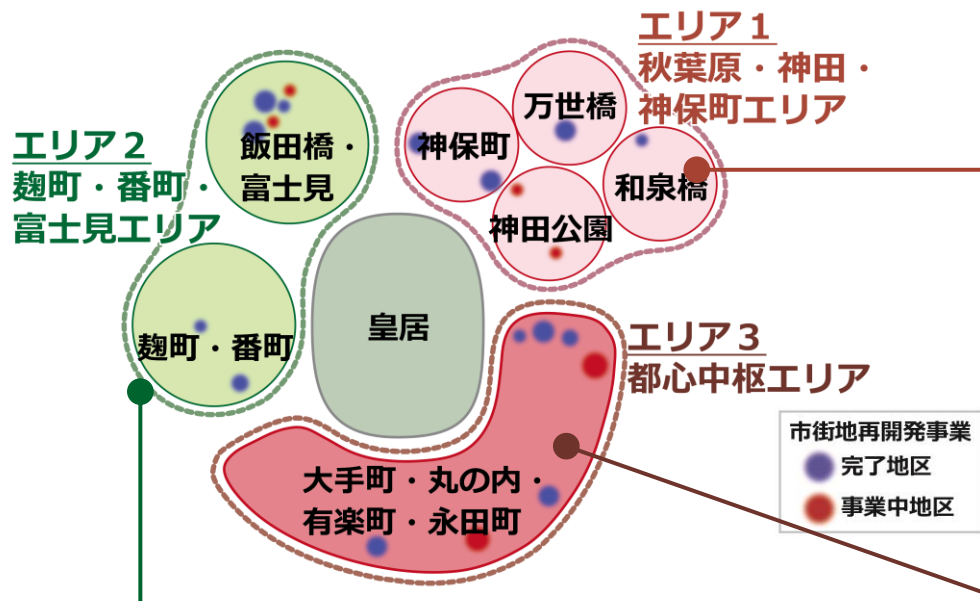 エリア１
秋葉原・神田・
神保町エリア
エリア２
麹町・番町・
富士見エリア
飯田橋・
富士見
神保町
万世橋
和泉橋
神田公園
麹町・番町
皇居
エリア３
都心中枢エリア
大手町・丸の内・
有楽町・永田町
市街地再開発事業
完了地区
事業中地区